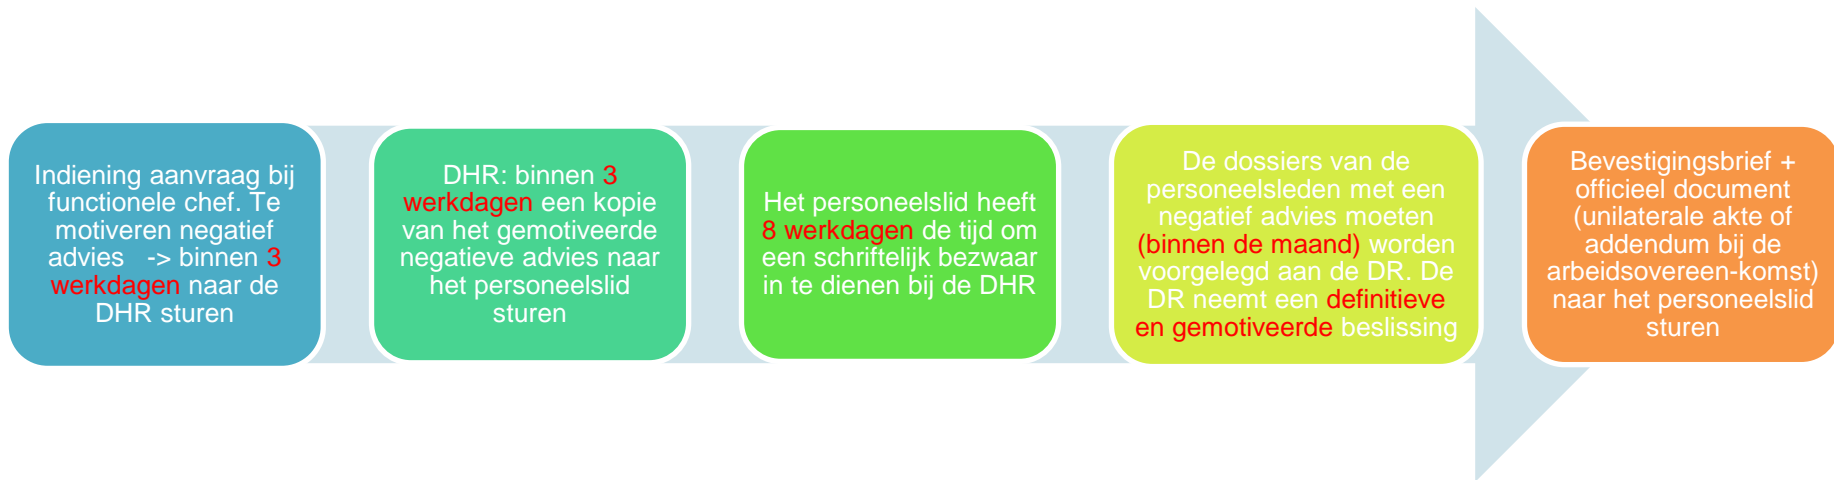 Indiening aanvraag bij
functionele chef. Te
motiveren negatief
advies -> binnen 3
werkdagen naar de
DHR sturen
DHR: binnen 3
werkdagen een kopie
van het gemotiveerde
negatieve advies naar
het personeelslid
sturen
Het personeelslid heeft
8 werkdagen de tijd om
een schriftelijk bezwaar
in te dienen bij de DHR
De dossiers van de
personeelsleden met een
negatief advies moeten
(binnen de maand) worden
voorgelegd aan de DR. De
DR neemt een definitieve
en gemotiveerde beslissing
Bevestigingsbrief +
officieel document
(unilaterale akte of
addendum bij de
arbeidsovereen-komst)
naar het personeelslid
sturen